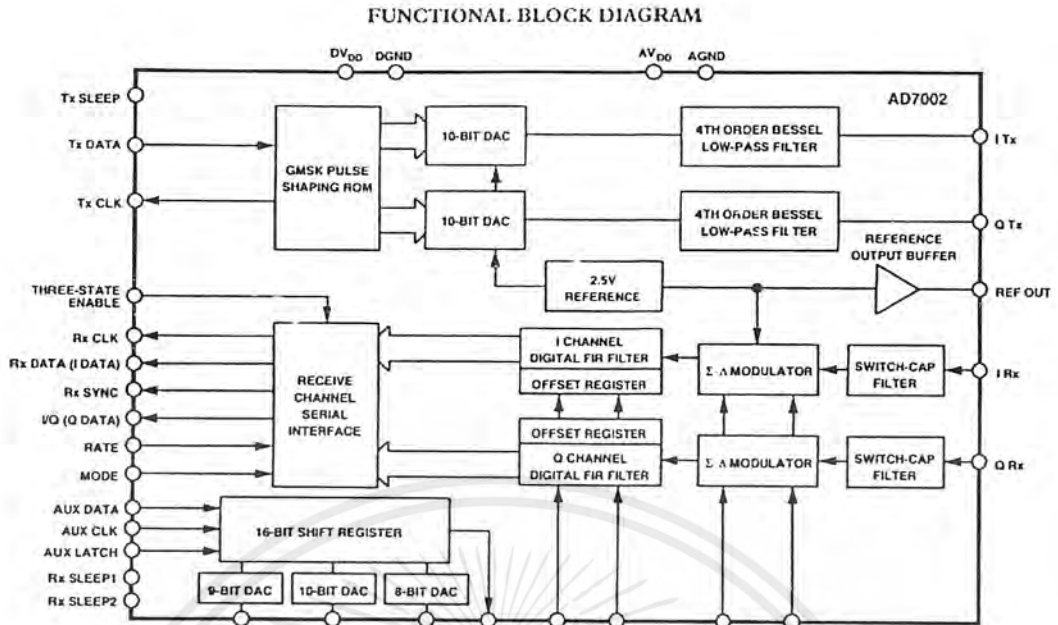 FUNCTIONAL BLOCK DIAGRAM
DVDD DGND
AVDD AGND
AD7002
Tx SLEEP
Tx DATA
Tx CLK
GMSK PULSE
SHAPING ROM
10-BIT DAC
4TH ORDER BESSEL
LOW-PASS FILTER
I Tx
10-BIT DAC
4TH ORDER BESSEL
LOW-PASS FILTER
Q Tx
REFERENCE
OUTPUT BUFFER
2.5V
REFERENCE
REF OUT
THREE-STATE
ENABLE
Rx CLK
Rx DATA (I DATA)
Rx SYNC
I/Q (Q DATA)
RATE
MODE
RECEIVE
CHANNEL
SERIAL
INTERFACE
I CHANNEL
DIGITAL FIR FILTER
OFFSET REGISTER
Σ-Δ MODULATOR
SWITCH-CAP
FILTER
I Rx
OFFSET REGISTER
Q CHANNEL
DIGITAL FIR FILTER
Σ-Δ MODULATOR
SWITCH-CAP
FILTER
Q Rx
AUX DATA
AUX CLK
AUX LATCH
16-BIT SHIFT REGISTER
Rx SLEEP1
Rx SLEEP2
9-BIT DAC
10-BIT DAC
8-BIT DAC